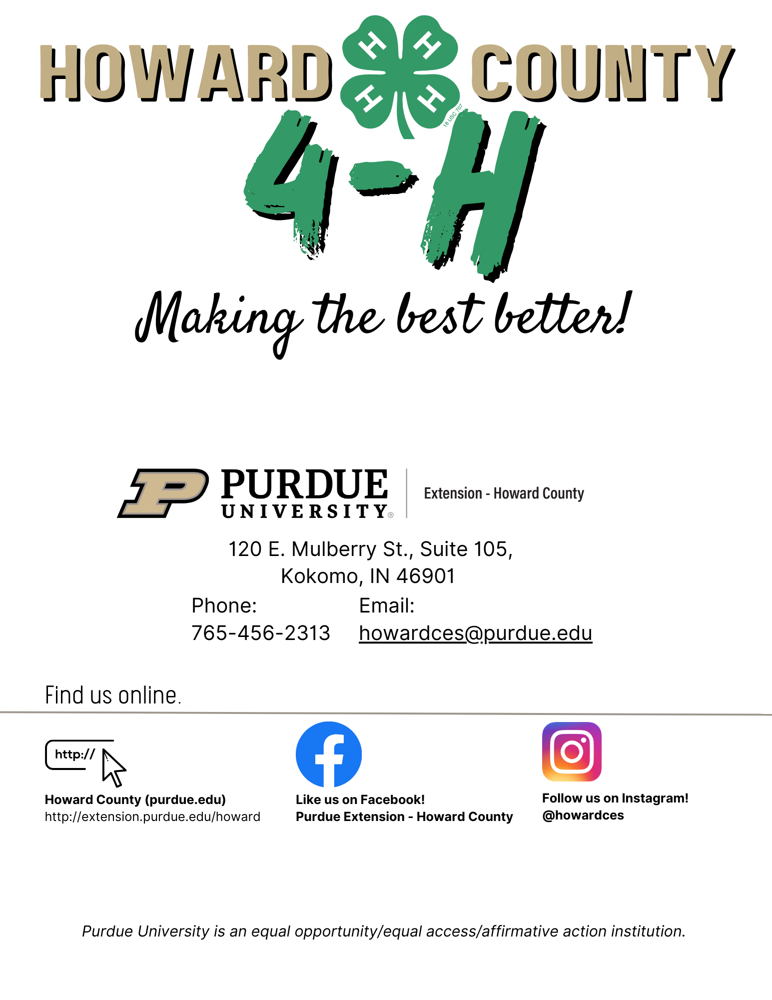 HOWARD COUNTY
H H
H H
18 USC 707
4-H
Making the best better!
P PURDUE
UNIVERSITY®
Extension - Howard County
120 E. Mulberry St., Suite 105,
Kokomo, IN 46901
Phone:
765-456-2313
Email:
howardces@purdue.edu
Find us online.
http://
Howard County (purdue.edu)
http://extension.purdue.edu/howard
Like us on Facebook!
Purdue Extension - Howard County
Follow us on Instagram!
@howardces
Purdue University is an equal opportunity/equal access/affirmative action institution.